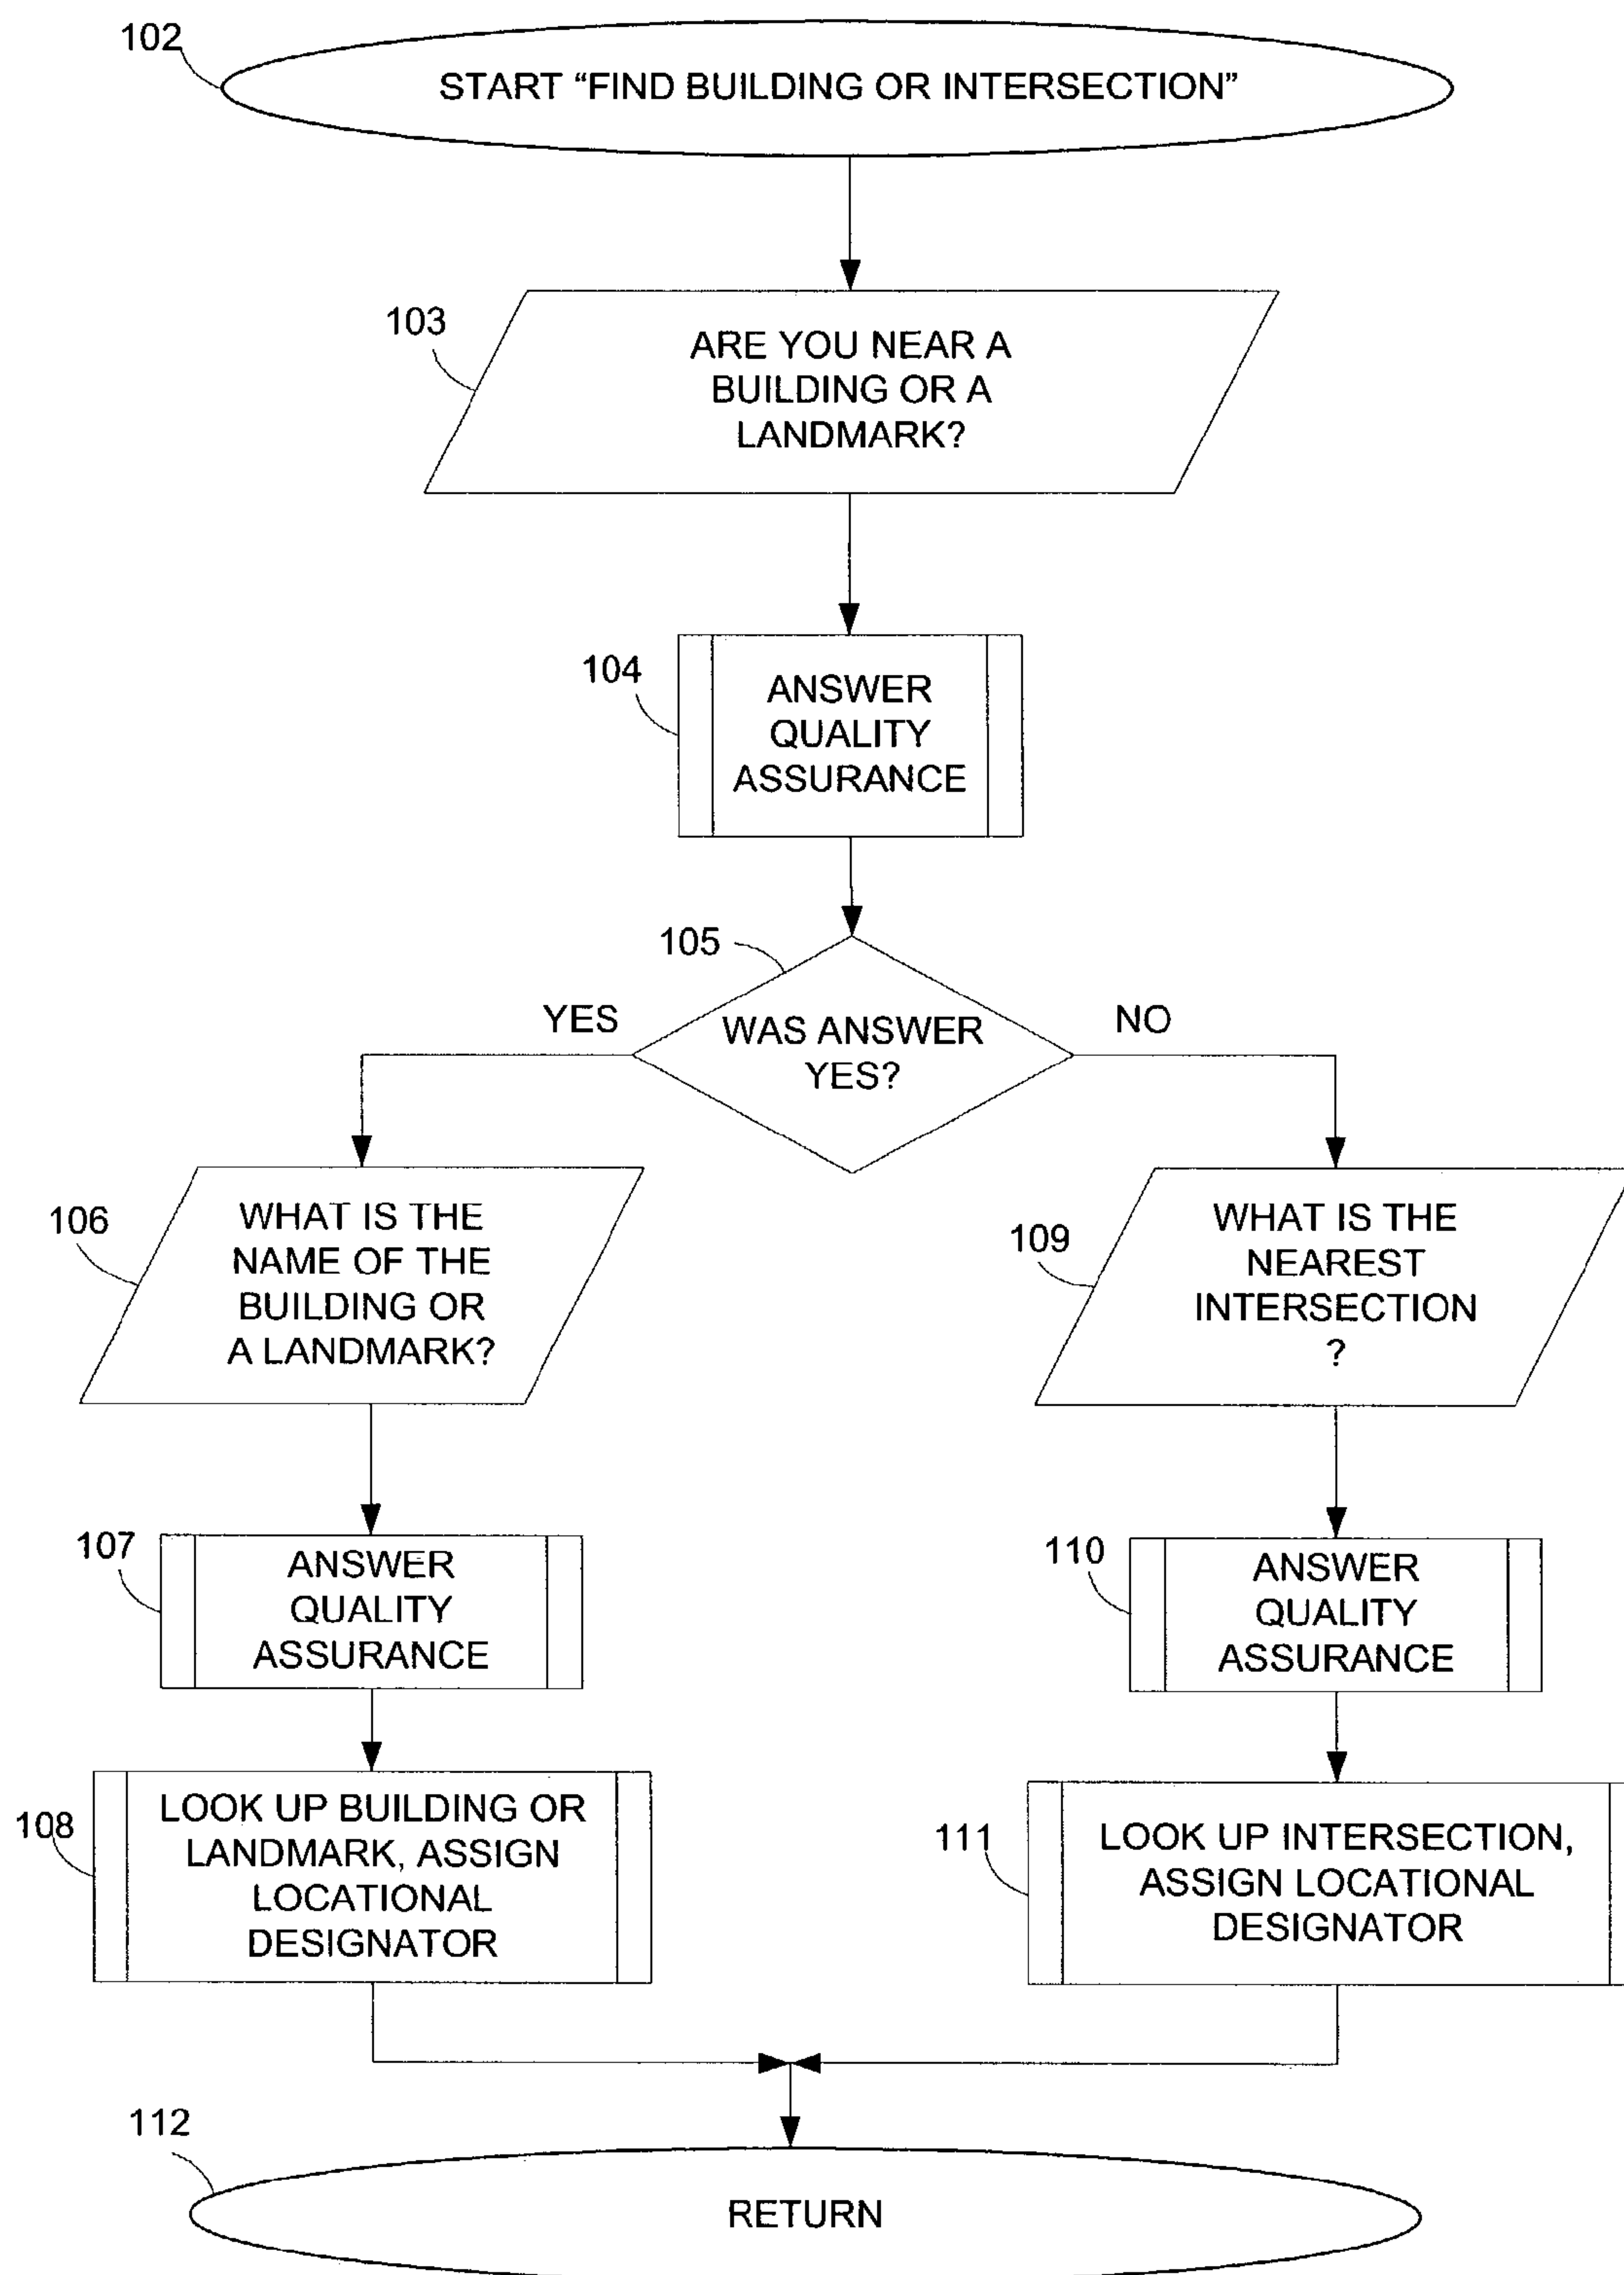 102
START “FIND BUILDING OR INTERSECTION”
103
ARE YOU NEAR A
BUILDING OR A
LANDMARK?
104
ANSWER
QUALITY
ASSURANCE
105
WAS ANSWER
YES?
YES
NO
106
WHAT IS THE
NAME OF THE
BUILDING OR
A LANDMARK?
107
ANSWER
QUALITY
ASSURANCE
108
LOOK UP BUILDING OR
LANDMARK, ASSIGN
LOCATIONAL
DESIGNATOR
109
WHAT IS THE
NEAREST
INTERSECTION
?
110
ANSWER
QUALITY
ASSURANCE
111
LOOK UP INTERSECTION,
ASSIGN LOCATIONAL
DESIGNATOR
112
RETURN